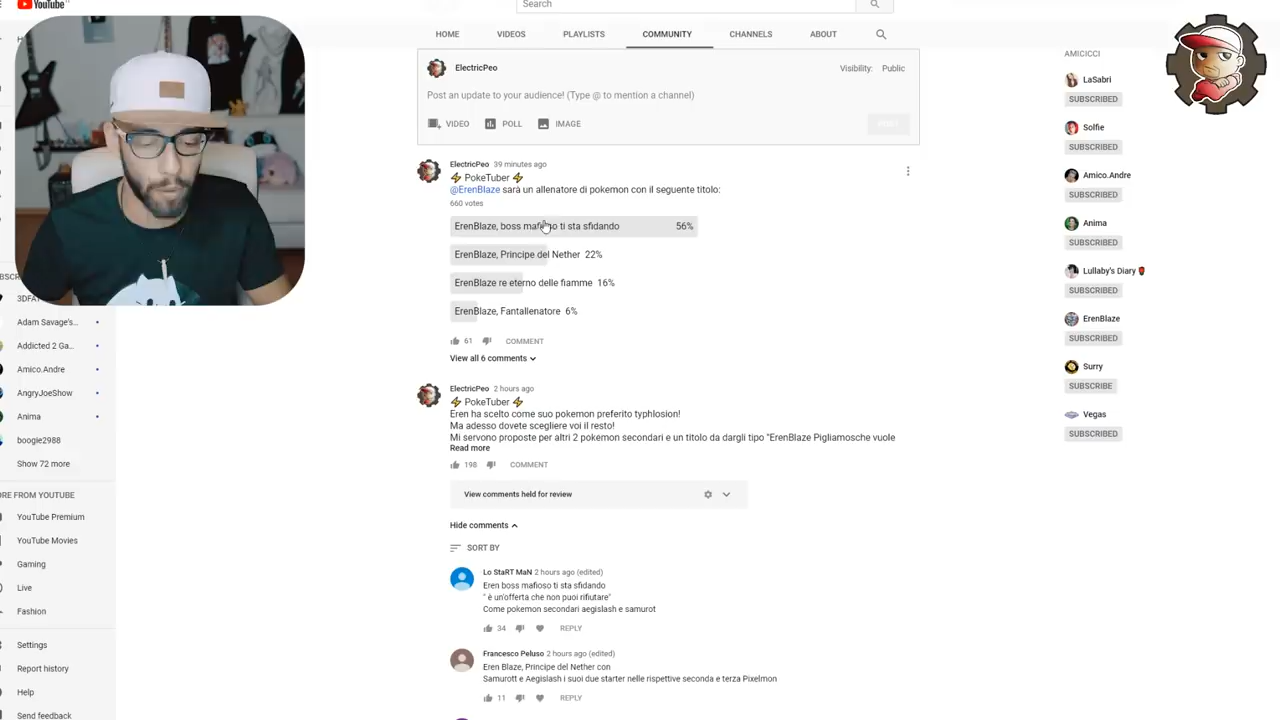 YouTube
Search
HOME
VIDEOS
PLAYLISTS
COMMUNITY
CHANNELS
ABOUT
ElectricPeo
Visibility: Public
Post an update to your audience! (Type @ to mention a channel)
VIDEO
POLL
IMAGE
POST
ElectricPeo 39 minutes ago
⚡ PokeTuber ⚡
@ErenBlaze sarà un allenatore di pokemon con il seguente titolo:
660 votes
ErenBlaze, boss mafioso ti sta sfidando 56%
ErenBlaze, Principe del Nether 22%
ErenBlaze re eterno delle fiamme 16%
ErenBlaze, Fantallenatore 6%
61 COMMENT
View all 6 comments
ElectricPeo 2 hours ago
⚡ PokeTuber ⚡
Eren ha scelto come suo pokemon preferito typhlosion!
Ma adesso dovete scegliere voi il resto!
Mi servono proposte per altri 2 pokemon secondari e un titolo da dargli tipo "ErenBlaze Pigliamosche vuole
Read more
198 COMMENT
View comments held for review
Hide comments
SORT BY
Lo StaRT MaN 2 hours ago (edited)
Eren boss mafioso ti sta sfidando
" è un'offerta che non puoi rifiutare"
Come pokemon secondari aegislash e samurot
34 REPLY
Francesco Peluso 2 hours ago (edited)
Eren Blaze, Principe del Nether con
Samurott e Aegislash i suoi due starter nelle rispettive seconda e terza Pixelmon
11 REPLY
AMICICCI
LaSabri
SUBSCRIBED
Solfie
SUBSCRIBED
Amico.Andre
SUBSCRIBED
Anima
SUBSCRIBED
Lullaby's Diary
SUBSCRIBED
ErenBlaze
SUBSCRIBED
Surry
SUBSCRIBE
Vegas
SUBSCRIBED
Adam Savage's...
Addicted 2 Ga...
Amico.Andre
AngryJoeShow
Anima
boogie2988
Show 72 more
ORE FROM YOUTUBE
YouTube Premium
YouTube Movies
Gaming
Live
Fashion
Settings
Report history
Help
Send feedback